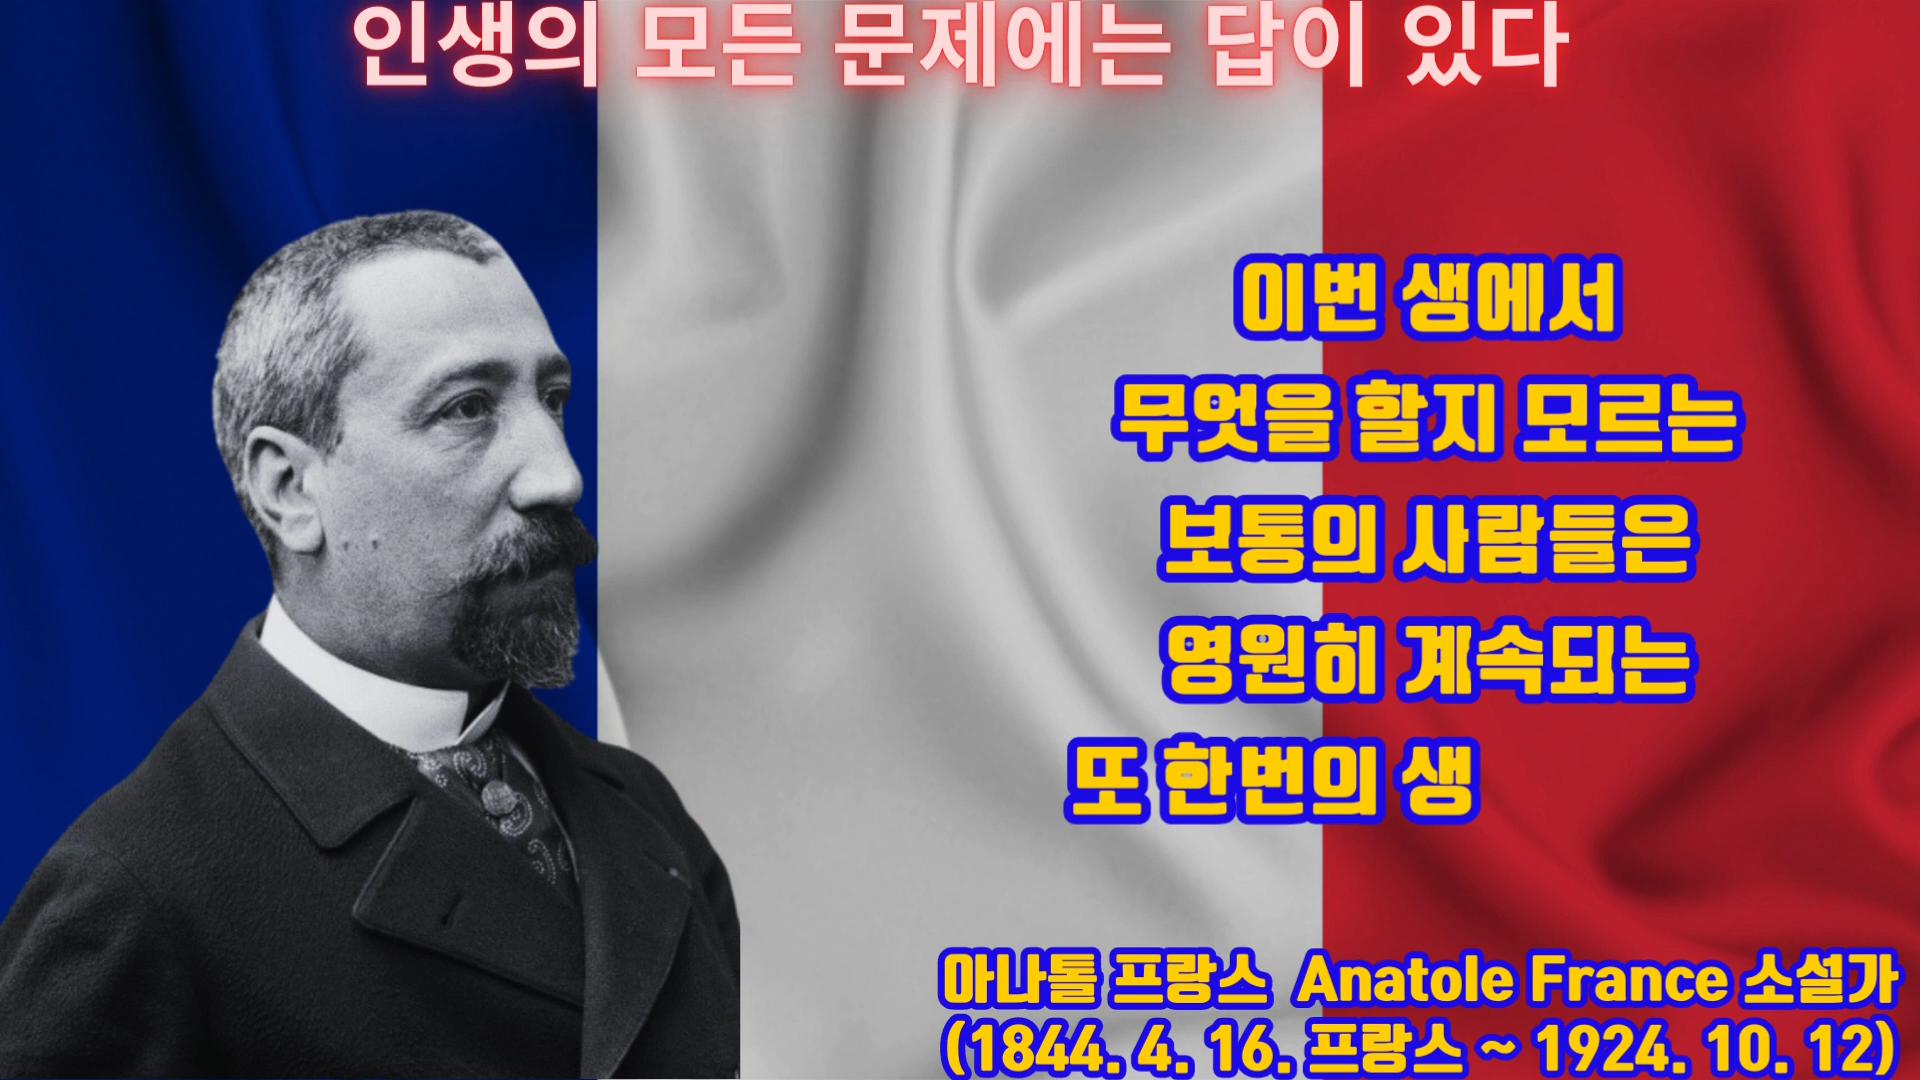 인생의 모든 문제에는 답이 있다
이번 생에서
무엇을 할지 모르는
보통의 사람들은
영원히 계속되는
또 한번의 생
아나톨 프랑스 Anatole France 소설가
(1844. 4. 16. 프랑스 ~ 1924. 10. 12)